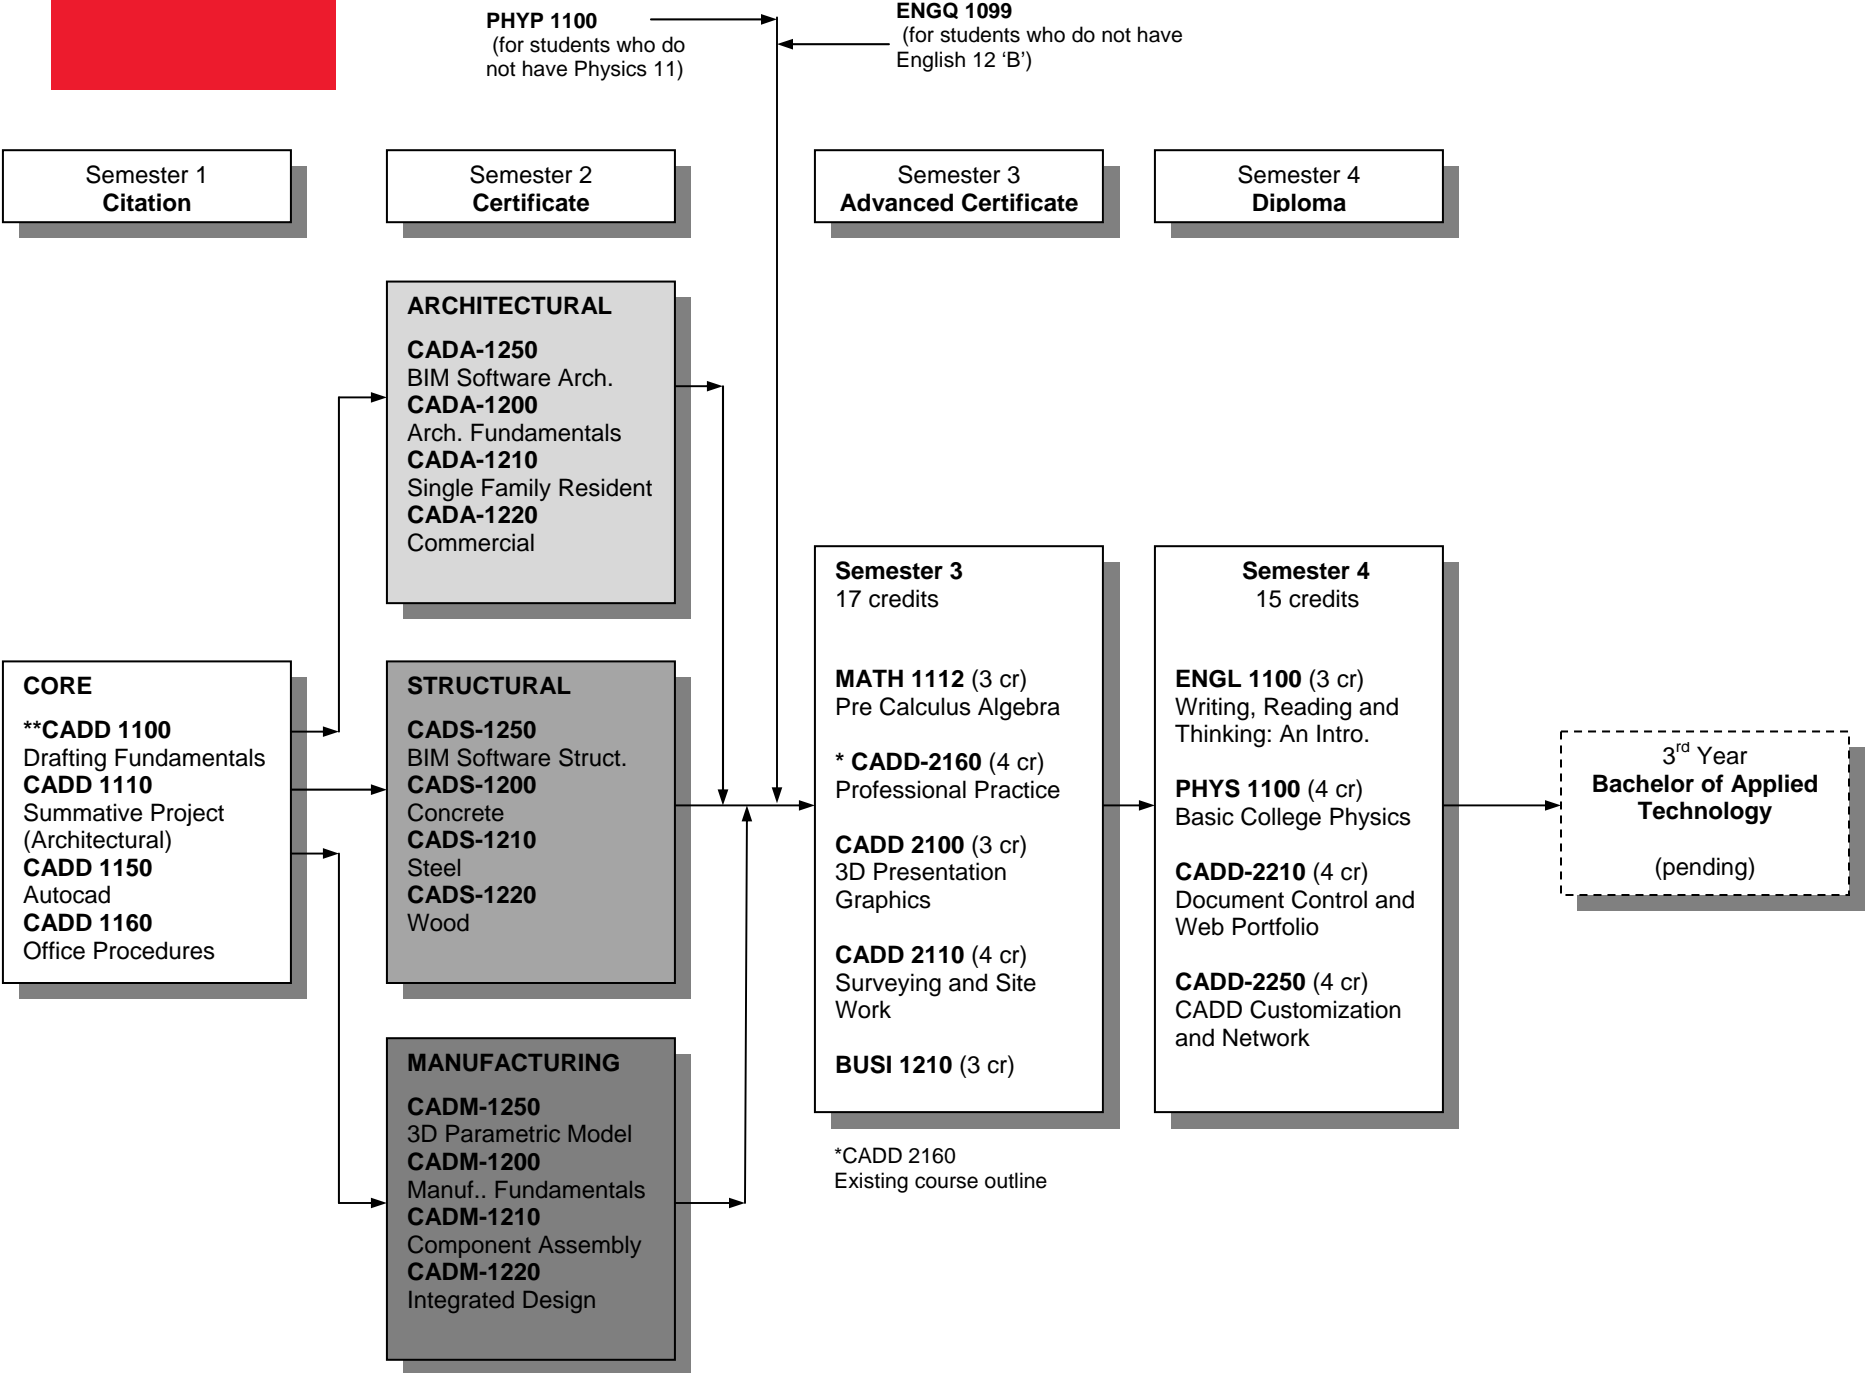 PHYP 1100
(for students who do
not have Physics 11)
ENGQ 1099
(for students who do not have
English 12 ‘B’)
Semester 1
Citation
Semester 2
Certificate
Semester 3
Advanced Certificate
Semester 4
Diploma
ARCHITECTURAL
CADA-1250
BIM Software Arch.
CADA-1200
Arch. Fundamentals
CADA-1210
Single Family Resident
CADA-1220
Commercial
CORE
**CADD 1100
Drafting Fundamentals
CADD 1110
Summative Project
(Architectural)
CADD 1150
Autocad
CADD 1160
Office Procedures
STRUCTURAL
CADS-1250
BIM Software Struct.
CADS-1200
Concrete
CADS-1210
Steel
CADS-1220
Wood
MANUFACTURING
CADM-1250
3D Parametric Model
CADM-1200
Manuf.. Fundamentals
CADM-1210
Component Assembly
CADM-1220
Integrated Design
Semester 3
17 credits
MATH 1112 (3 cr)
Pre Calculus Algebra
* CADD-2160 (4 cr)
Professional Practice
CADD 2100 (3 cr)
3D Presentation
Graphics
CADD 2110 (4 cr)
Surveying and Site
Work
BUSI 1210 (3 cr)
*CADD 2160
Existing course outline
Semester 4
15 credits
ENGL 1100 (3 cr)
Writing, Reading and
Thinking: An Intro.
PHYS 1100 (4 cr)
Basic College Physics
CADD-2210 (4 cr)
Document Control and
Web Portfolio
CADD-2250 (4 cr)
CADD Customization
and Network
3rd Year
Bachelor of Applied
Technology
(pending)